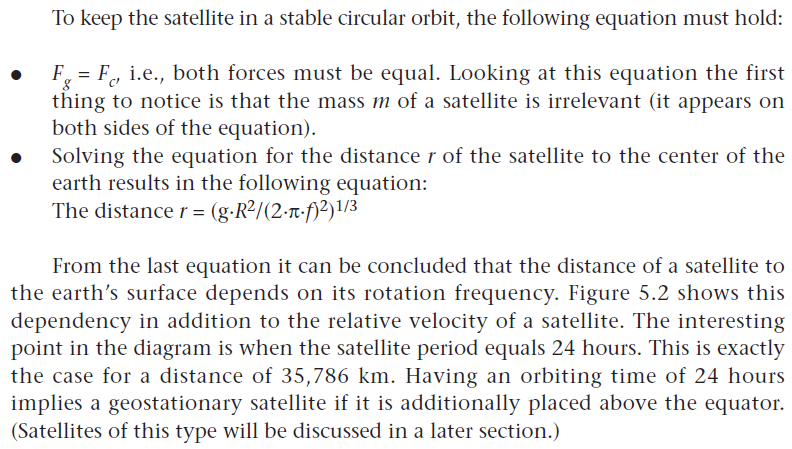 To keep the satellite in a stable circular orbit, the following equation must hold:
● Fg = Fc, i.e., both forces must be equal. Looking at this equation the first
thing to notice is that the mass m of a satellite is irrelevant (it appears on
both sides of the equation).
● Solving the equation for the distance r of the satellite to the center of the
earth results in the following equation:
The distance r = (g·R²/(2·π·f)²)1/3
From the last equation it can be concluded that the distance of a satellite to
the earth’s surface depends on its rotation frequency. Figure 5.2 shows this
dependency in addition to the relative velocity of a satellite. The interesting
point in the diagram is when the satellite period equals 24 hours. This is exactly
the case for a distance of 35,786 km. Having an orbiting time of 24 hours
implies a geostationary satellite if it is additionally placed above the equator.
(Satellites of this type will be discussed in a later section.)